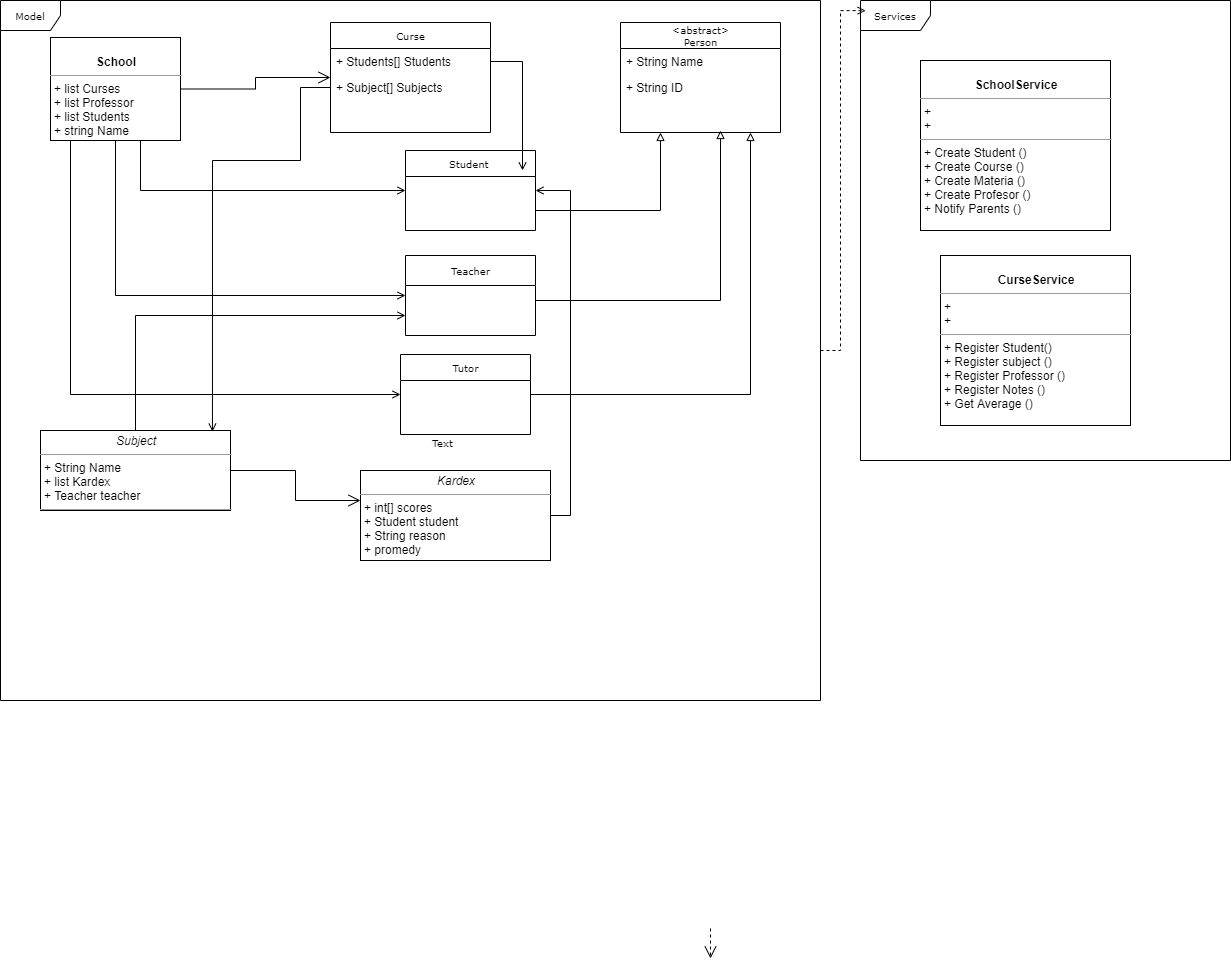 Model
School
+ list Curses
+ list Professor
+ list Students
+ string Name
Curse
+ Students[] Students
+ Subject[] Subjects
<abstract>
Person
+ String Name
+ String ID
Student
Teacher
Tutor
Text
Subject
+ String Name
+ list Kardex
+ Teacher teacher
Kardex
+ int[] scores
+ Student student
+ String reason
+ promedy
Services
SchoolService
+
+
+ Create Student ()
+ Create Course ()
+ Create Materia ()
+ Create Profesor ()
+ Notify Parents ()
CurseService
+
+
+ Register Student()
+ Register subject ()
+ Register Professor ()
+ Register Notes ()
+ Get Average ()